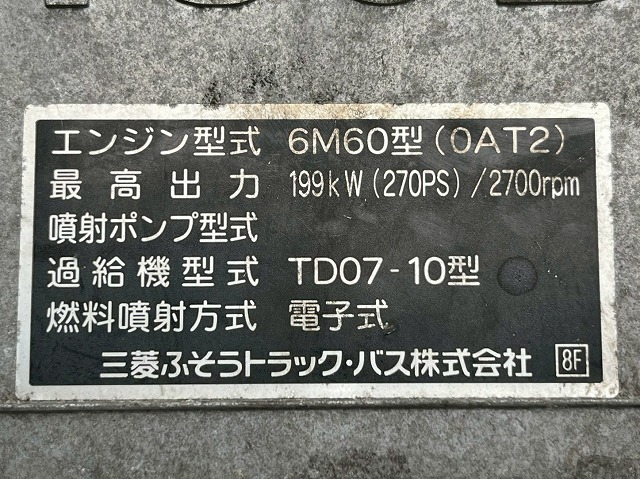 エンジン型式 6M60型(0AT2)
最高出力 199kW(270PS)/2700rpm
噴射ポンプ型式
過給機型式 TD07-10型
燃料噴射方式 電子式
三菱ふそうトラック・バス株式会社 8F